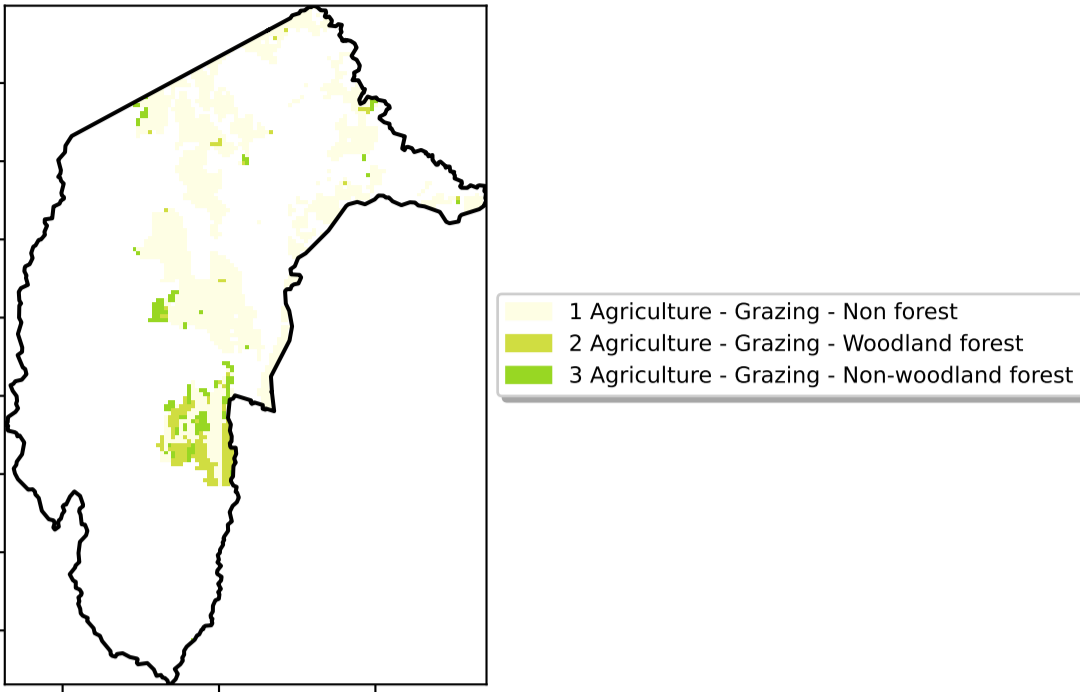 1 Agriculture - Grazing - Non forest
2 Agriculture - Grazing - Woodland forest
3 Agriculture - Grazing - Non-woodland forest